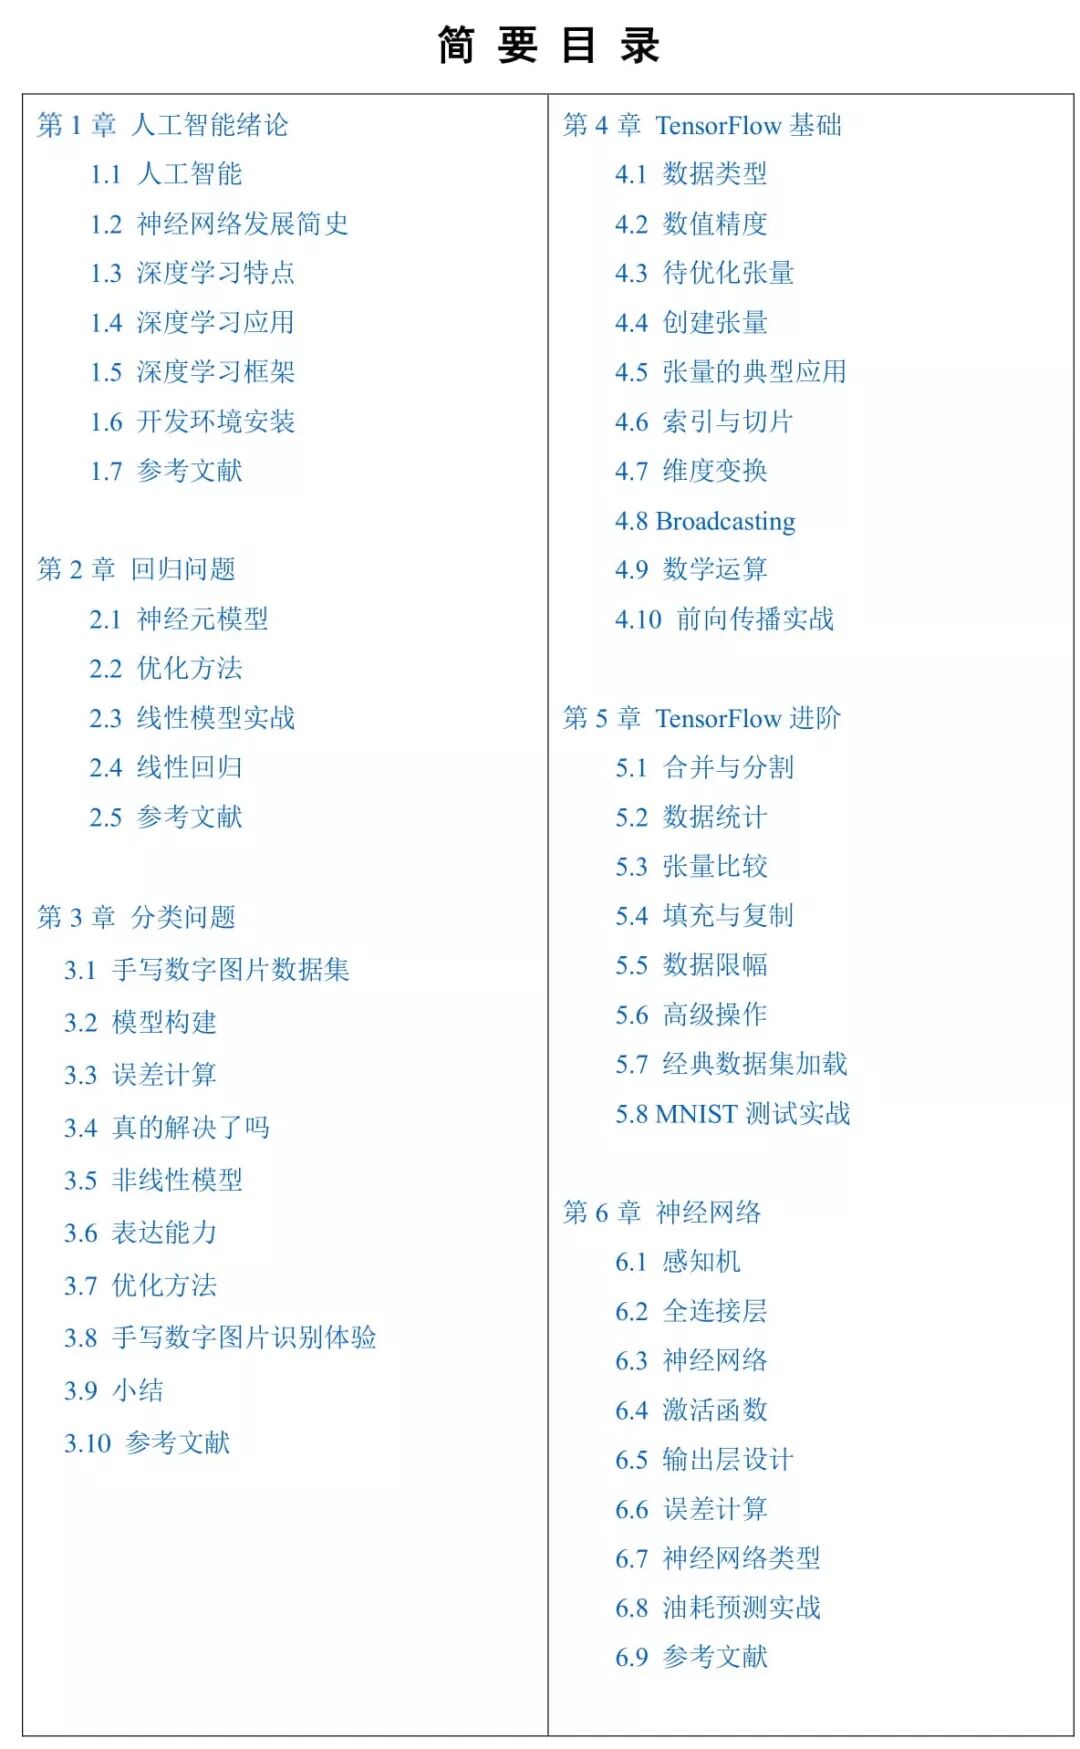 简 要 目 录
第 1 章 人工智能绪论
1.1 人工智能
1.2 神经网络发展简史
1.3 深度学习特点
1.4 深度学习应用
1.5 深度学习框架
1.6 开发环境安装
1.7 参考文献
第 2 章 回归问题
2.1 神经元模型
2.2 优化方法
2.3 线性模型实战
2.4 线性回归
2.5 参考文献
第 3 章 分类问题
3.1 手写数字图片数据集
3.2 模型构建
3.3 误差计算
3.4 真的解决了吗
3.5 非线性模型
3.6 表达能力
3.7 优化方法
3.8 手写数字图片识别体验
3.9 小结
3.10 参考文献
第 4 章 TensorFlow 基础
4.1 数据类型
4.2 数值精度
4.3 待优化张量
4.4 创建张量
4.5 张量的典型应用
4.6 索引与切片
4.7 维度变换
4.8 Broadcasting
4.9 数学运算
4.10 前向传播实战
第 5 章 TensorFlow 进阶
5.1 合并与分割
5.2 数据统计
5.3 张量比较
5.4 填充与复制
5.5 数据限幅
5.6 高级操作
5.7 经典数据集加载
5.8 MNIST 测试实战
第 6 章 神经网络
6.1 感知机
6.2 全连接层
6.3 神经网络
6.4 激活函数
6.5 输出层设计
6.6 误差计算
6.7 神经网络类型
6.8 油耗预测实战
6.9 参考文献